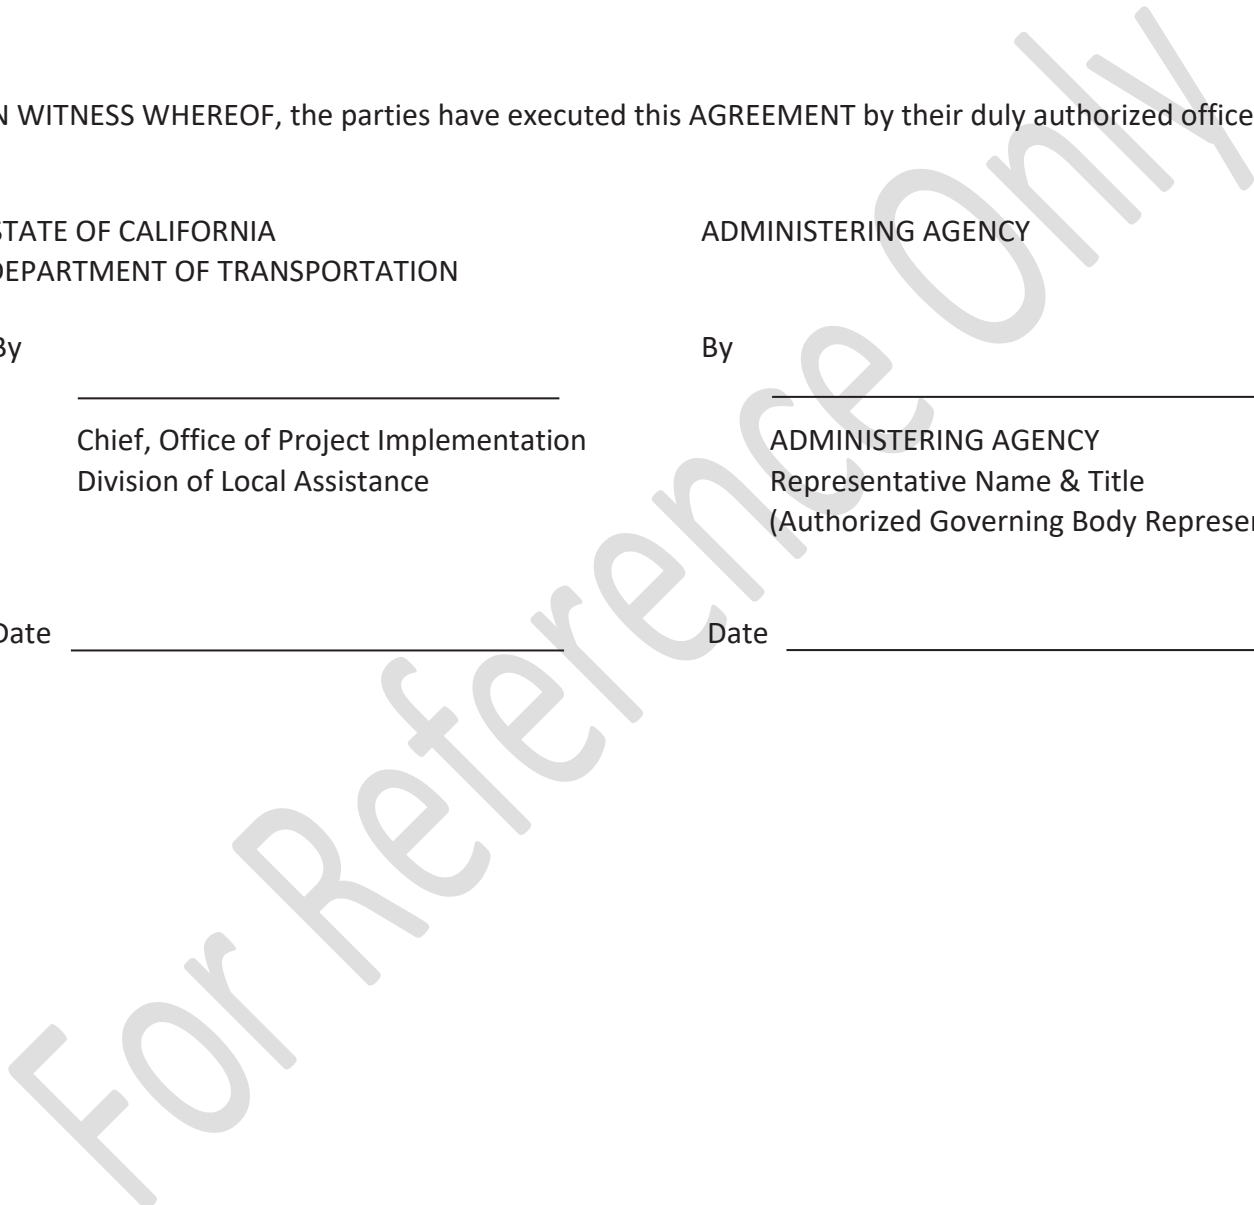 N WITNESS WHEREOF, the parties have executed this AGREEMENT by their duly authorized office
STATE OF CALIFORNIA
DEPARTMENT OF TRANSPORTATION
By
Chief, Office of Project Implementation
Division of Local Assistance
Date
ADMINISTERING AGENCY
By
ADMINISTERING AGENCY
Representative Name & Title
(Authorized Governing Body Represen
Date
For Reference Only